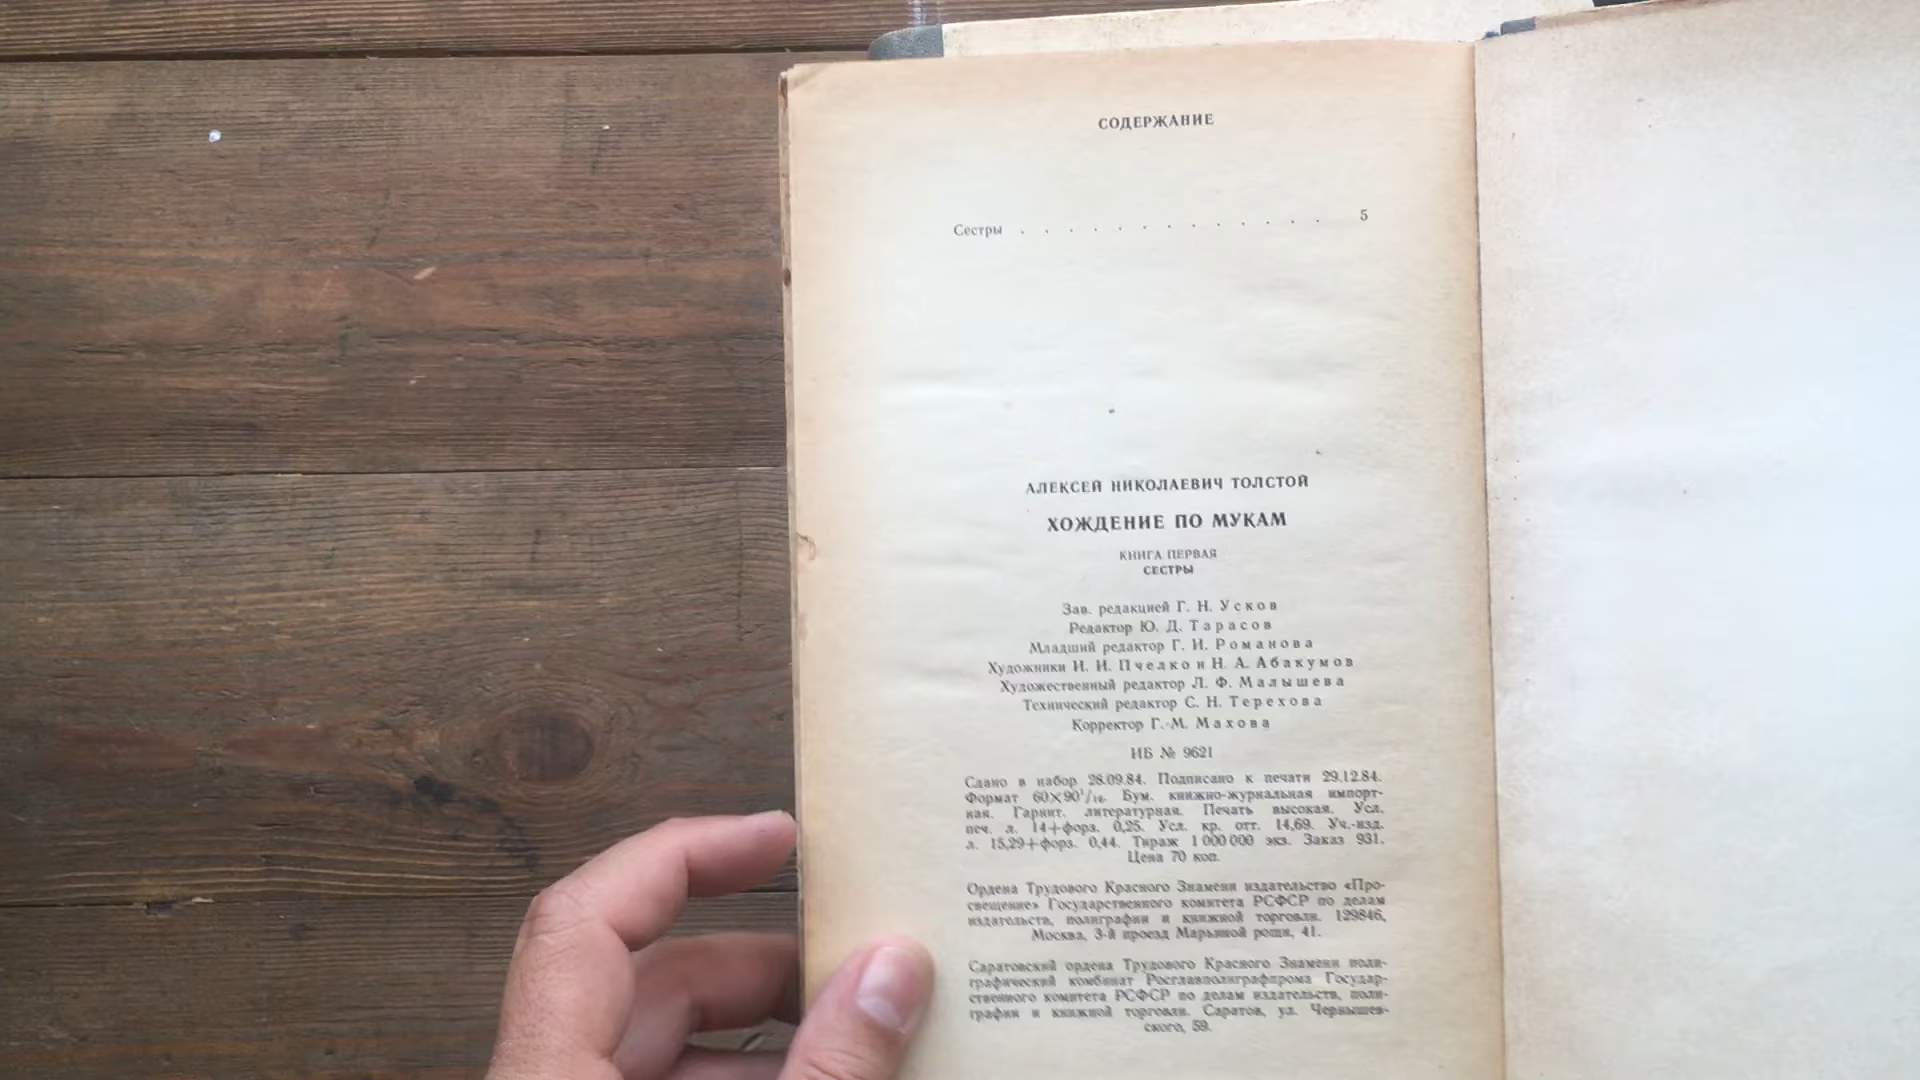 СОДЕРЖАНИЕ
Сестры . . . . . . . . . . . . . 5
АЛЕКСЕЙ НИКОЛАЕВИЧ ТОЛСТОЙ
ХОЖДЕНИЕ ПО МУКАМ
КНИГА ПЕРВАЯ
СЕСТРЫ
Зав. редакцией Г. Н. Усков
Редактор Ю. Д. Тарасов
Младший редактор Г. И. Романова
Художники И. И. Пчелко и Н. А. Абакумов
Художественный редактор Л. Ф. Малышева
Технический редактор С. Н. Терехова
Корректор Г. М. Махова
ИБ № 9621
Сдано в набор 28.09.84. Подписано к печати 29.12.84.
Формат 60×90¹/₁₆. Бум. книжно-журнальная импорт-
ная. Гарнит. литературная. Печать высокая. Усл.
печ. л. 14+форз. 0,25. Усл. кр. отт. 14,69. Уч.-изд.
л. 15,29+форз. 0,44. Тираж 1 000 000 экз. Заказ 931.
Цена 70 коп.
Ордена Трудового Красного Знамени издательство «Про-
свещение» Государственного комитета РСФСР по делам
издательств, полиграфии и книжной торговли. 129846,
Москва, 3-й проезд Марьиной рощи, 41.
Саратовский ордена Трудового Красного Знамени поли-
графический комбинат Росглавполиграфпрома Государ-
ственного комитета РСФСР по делам издательств, поли-
графии и книжной торговли. Саратов, ул. Чернышев-
ского, 59.